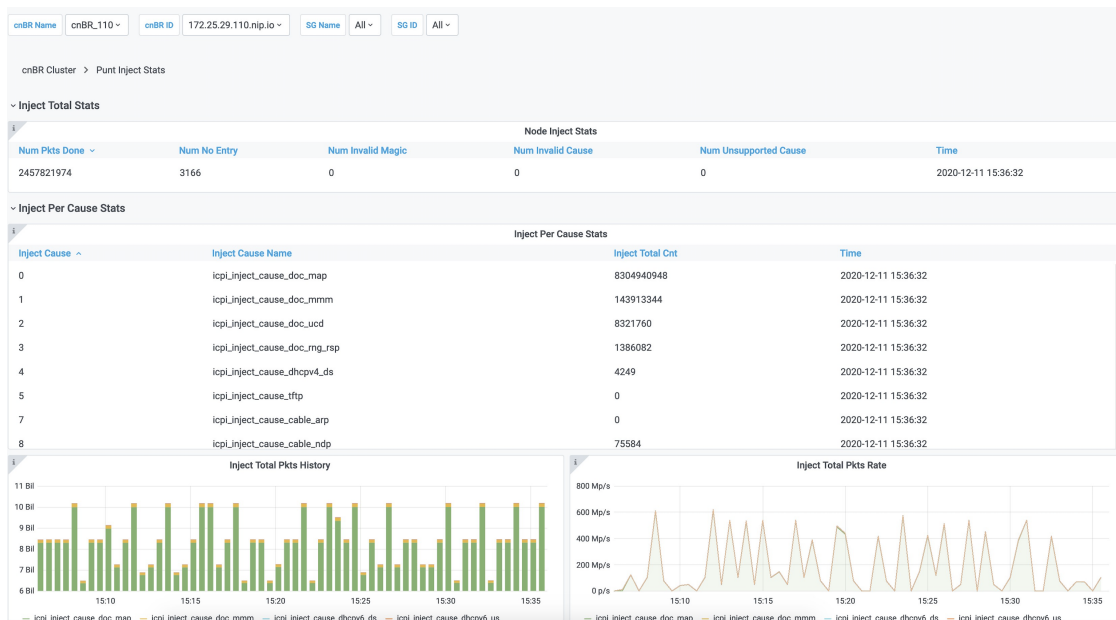 cnBR Name cnBR_110 cnBR ID 172.25.29.110.nip.io SG Name All SG ID All
cnBR Cluster > Punt Inject Stats
Inject Total Stats
Node Inject Stats
Num Pkts Done Num No Entry Num Invalid Magic Num Invalid Cause Num Unsupported Cause Time
2457821974 3166 0 0 0 2020-12-11 15:36:32
Inject Per Cause Stats
Inject Per Cause Stats
Inject Cause Inject Cause Name Inject Total Cnt Time
0 icpi_inject_cause_doc_map 8304940948 2020-12-11 15:36:32
1 icpi_inject_cause_doc_mmm 143913344 2020-12-11 15:36:32
2 icpi_inject_cause_doc_ucd 8321760 2020-12-11 15:36:32
3 icpi_inject_cause_doc_rng_rsp 1386082 2020-12-11 15:36:32
4 icpi_inject_cause_dhcpv4_ds 4249 2020-12-11 15:36:32
5 icpi_inject_cause_tftp 0 2020-12-11 15:36:32
7 icpi_inject_cause_cable_arp 0 2020-12-11 15:36:32
8 icpi_inject_cause_cable_ndp 75584 2020-12-11 15:36:32
Inject Total Pkts History
11 Bil
10 Bil
9 Bil
8 Bil
7 Bil
6 Bil
15:10 15:15 15:20 15:25 15:30 15:35
icpi_inject_cause_doc_map icpi_inject_cause_doc_mmm icpi_inject_cause_dhcpv6_ds icpi_inject_cause_dhcpv6_us
Inject Total Pkts Rate
800 Mp/s
600 Mp/s
400 Mp/s
200 Mp/s
0 p/s
15:10 15:15 15:20 15:25 15:30 15:35
icpi_inject_cause_doc_map icpi_inject_cause_doc_mmm icpi_inject_cause_dhcpv6_ds icpi_inject_cause_dhcpv6_us